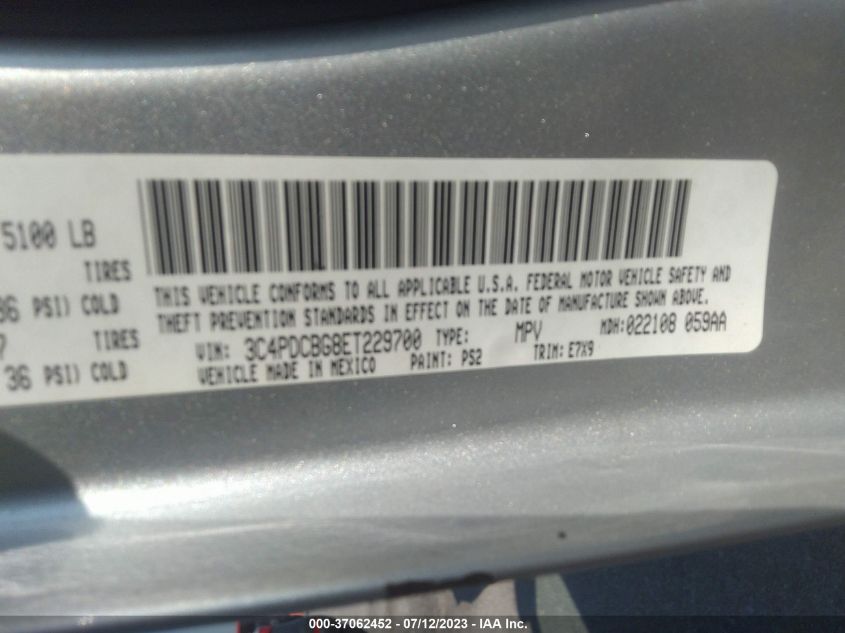 5100 LB
TIRES
36 PSI) COLD
7 TIRES
36 PSI) COLD
THIS VEHICLE CONFORMS TO ALL APPLICABLE U.S.A. FEDERAL MOTOR VEHICLE SAFETY AND
THEFT PREVENTION STANDARDS IN EFFECT ON THE DATE OF MANUFACTURE SHOWN ABOVE.
VIN: 3C4PDCBG8ET229700 TYPE: MPV MDH:022108 059AA
VEHICLE MADE IN MEXICO PAINT: PS2 TRIM: E7X9
000-37062452 / 07/12/2023 - IAA Inc.